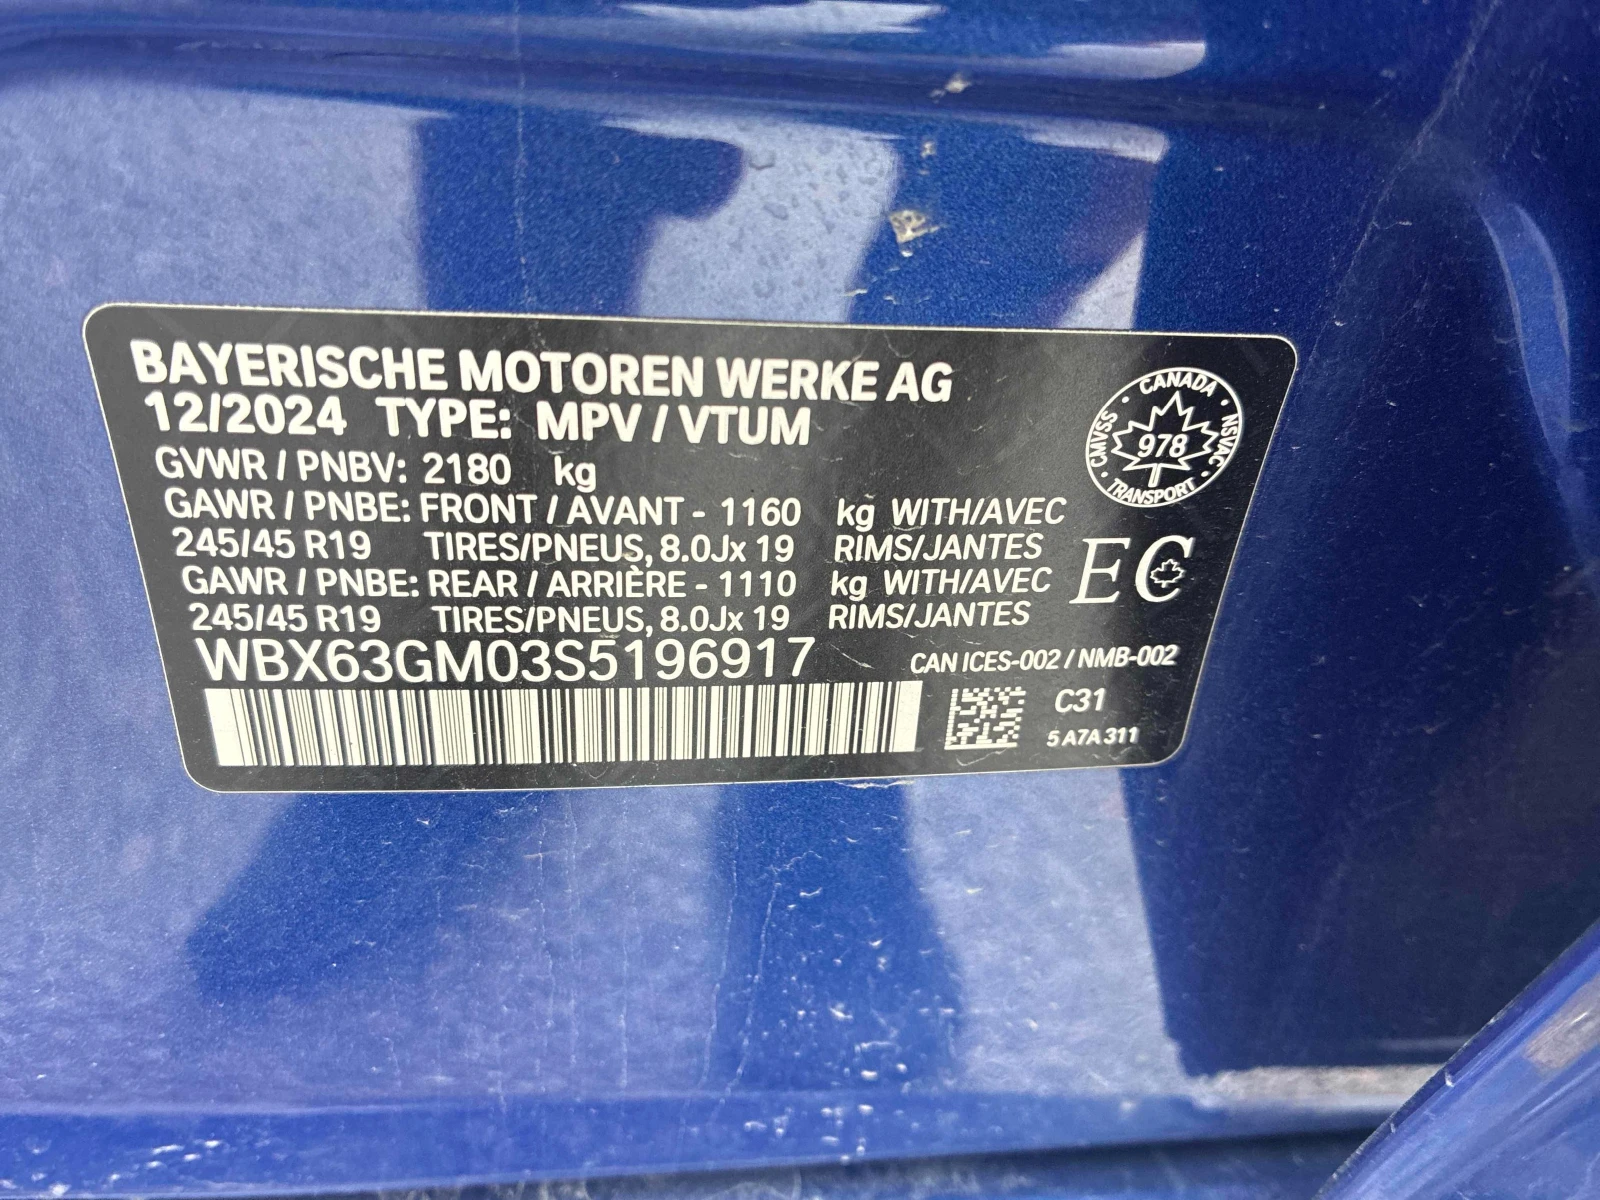 BAYERISCHE MOTOREN WERKE AG
12/2024 TYPE: MPV / VTUM
GVWR / PNBV: 2180 kg
GAWR / PNBE: FRONT / AVANT - 1160 kg WITH/AVEC
245/45 R19 TIRES/PNEUS, 8.0Jx 19 RIMS/JANTES
GAWR / PNBE: REAR / ARRIÈRE - 1110 kg WITH/AVEC
245/45 R19 TIRES/PNEUS, 8.0Jx 19 RIMS/JANTES
WBX63GM03S5196917
CANADA
CMVSS · NSVAC
978
TRANSPORT
EC
CAN ICES-002 / NMB-002
C31
5 A7A 311